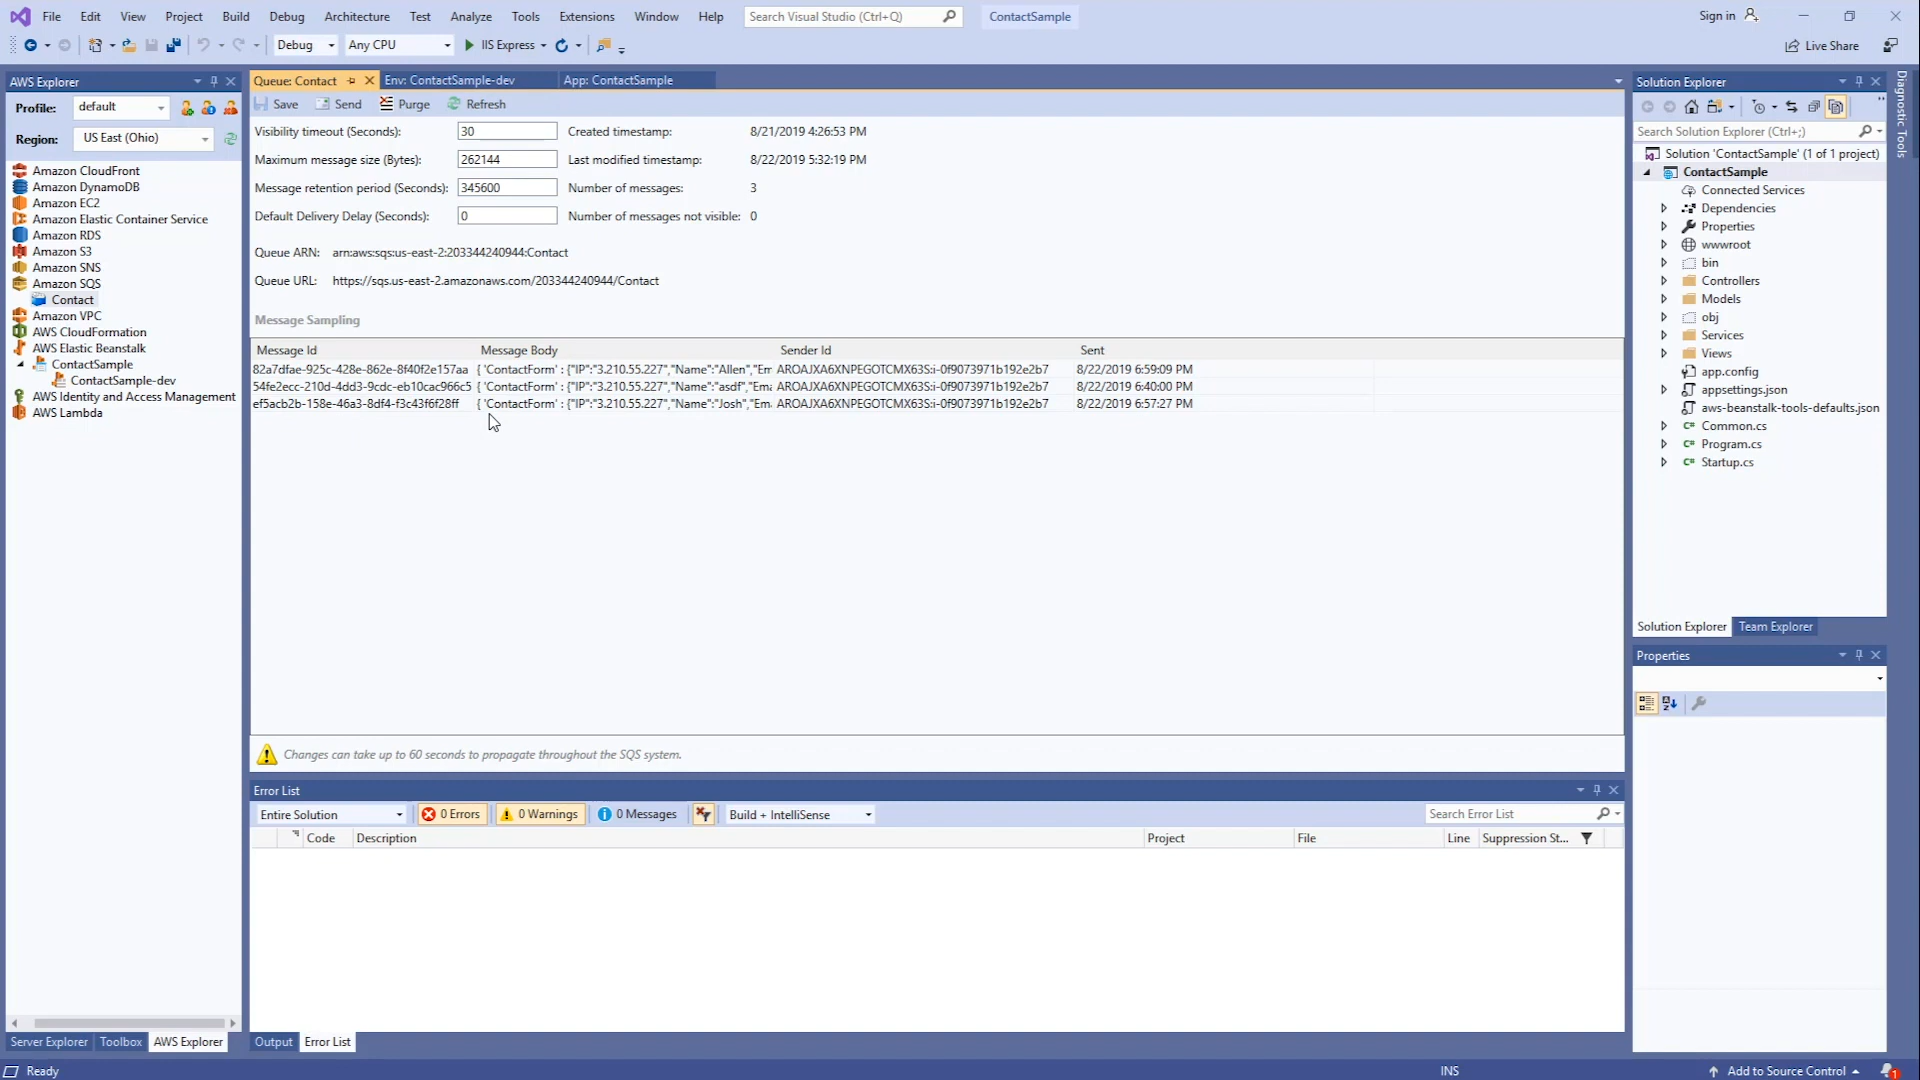 File Edit View Project Build Debug Architecture Test Analyze Tools Extensions Window Help Search Visual Studio (Ctrl+Q) ContactSample Sign in
Debug Any CPU IIS Express Live Share
AWS Explorer
Profile: default
Region: US East (Ohio)
Amazon CloudFront
Amazon DynamoDB
Amazon EC2
Amazon Elastic Container Service
Amazon RDS
Amazon S3
Amazon SNS
Amazon SQS
Contact
Amazon VPC
AWS CloudFormation
AWS Elastic Beanstalk
ContactSample
ContactSample-dev
AWS Identity and Access Management
AWS Lambda
Server Explorer Toolbox AWS Explorer
Queue: Contact Env: ContactSample-dev App: ContactSample
Save Send Purge Refresh
Visibility timeout (Seconds): 30 Created timestamp: 8/21/2019 4:26:53 PM
Maximum message size (Bytes): 262144 Last modified timestamp: 8/22/2019 5:32:19 PM
Message retention period (Seconds): 345600 Number of messages: 3
Default Delivery Delay (Seconds): 0 Number of messages not visible: 0
Queue ARN: arn:aws:sqs:us-east-2:203344240944:Contact
Queue URL: https://sqs.us-east-2.amazonaws.com/203344240944/Contact
Message Sampling
Message Id Message Body Sender Id Sent
82a7dfae-925c-428e-862e-8f40f2e157aa { 'ContactForm' : {"IP":"3.210.55.227","Name":"Allen","Em AROAJXA6XNPEGOTCMX63S:i-0f9073971b192e2b7 8/22/2019 6:59:09 PM
54fe2ecc-210d-4dd3-9cdc-eb10cac966c5 { 'ContactForm' : {"IP":"3.210.55.227","Name":"asdf","Ema AROAJXA6XNPEGOTCMX63S:i-0f9073971b192e2b7 8/22/2019 6:40:00 PM
ef5acb2b-158e-46a3-8df4-f3c43f6f28ff { 'ContactForm' : {"IP":"3.210.55.227","Name":"Josh","Ema AROAJXA6XNPEGOTCMX63S:i-0f9073971b192e2b7 8/22/2019 6:57:27 PM
Changes can take up to 60 seconds to propagate throughout the SQS system.
Error List
Entire Solution 0 Errors 0 Warnings 0 Messages Build + IntelliSense Search Error List
Code Description Project File Line Suppression St...
Output Error List
Solution Explorer
Search Solution Explorer (Ctrl+;)
Solution 'ContactSample' (1 of 1 project)
ContactSample
Connected Services
Dependencies
Properties
wwwroot
bin
Controllers
Models
obj
Services
Views
app.config
appsettings.json
aws-beanstalk-tools-defaults.json
C# Common.cs
C# Program.cs
C# Startup.cs
Solution Explorer Team Explorer
Properties
Diagnostic Tools
Ready INS Add to Source Control 1